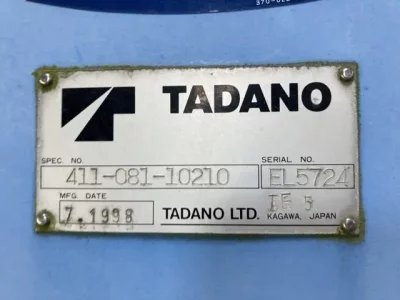 TADANO
SPEC. NO. SERIAL NO.
411-081-10210 EL5724
MFG. DATE
7.1998 TADANO LTD. KAGAWA, JAPAN